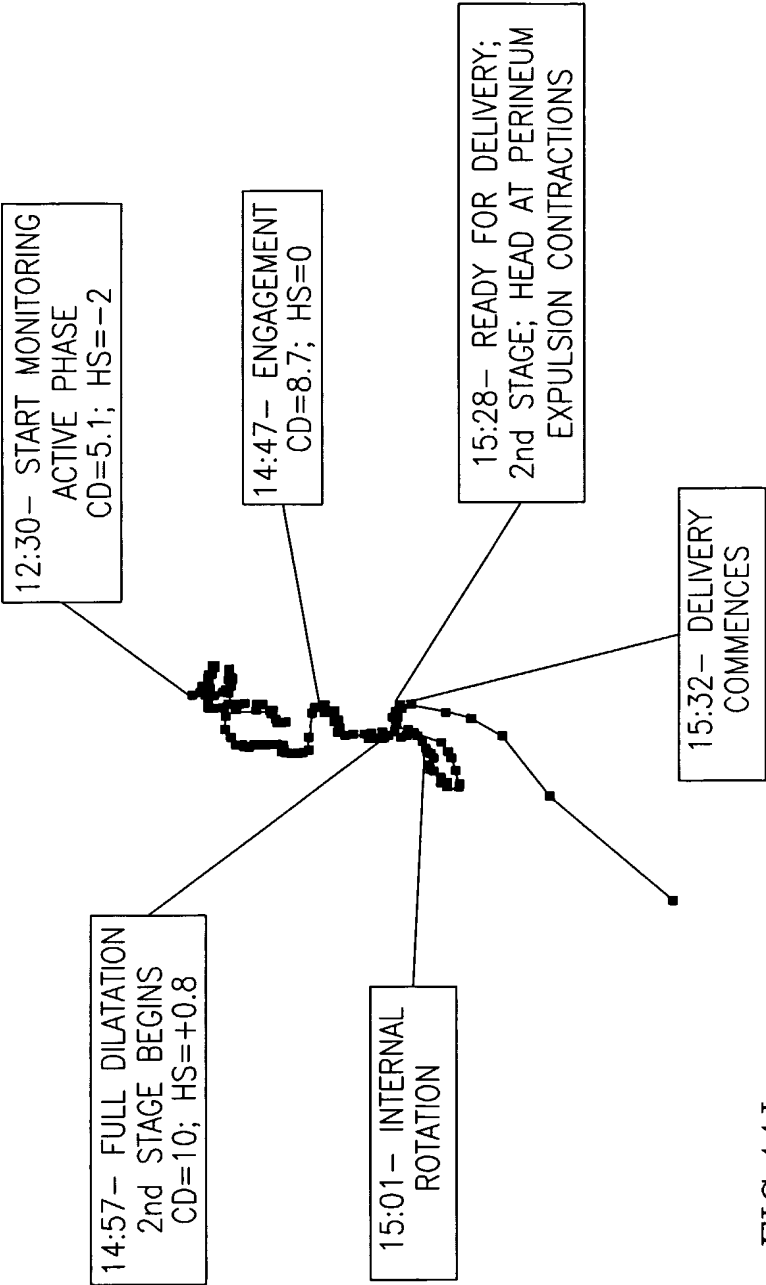 12:30– START MONITORING
ACTIVE PHASE
CD=5.1; HS=–2
14:47– ENGAGEMENT
CD=8.7; HS=0
15:28– READY FOR DELIVERY;
2nd STAGE; HEAD AT PERINEUM
EXPULSION CONTRACTIONS
15:32– DELIVERY
COMMENCES
14:57– FULL DILATATION
2nd STAGE BEGINS
CD=10; HS=+0.8
15:01– INTERNAL
ROTATION